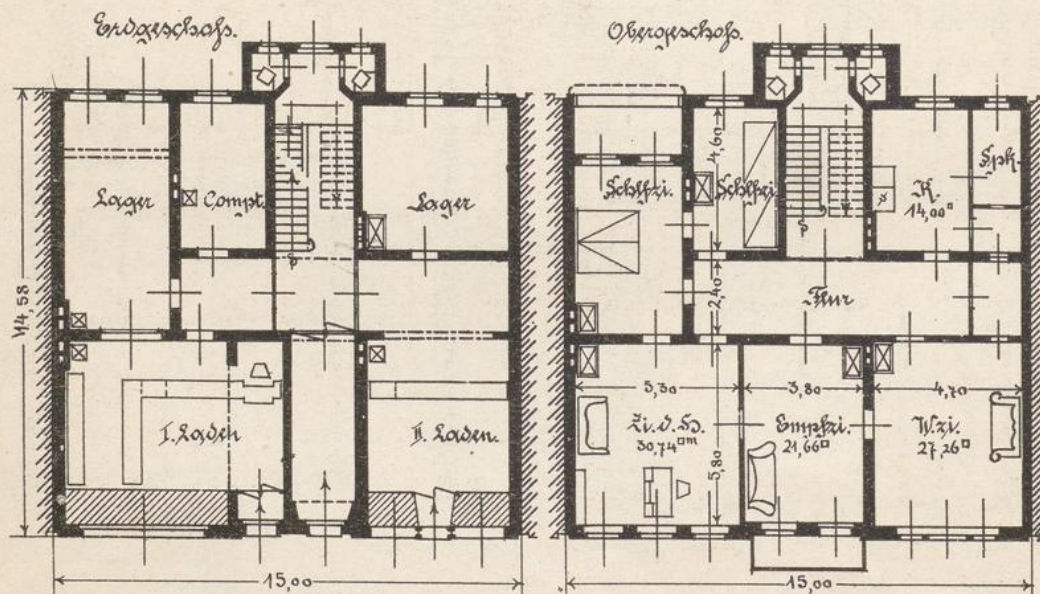 Erdgeschoß.
Lager
Compt.
Lager
I. Laden
II. Laden.
14,58
15,00
Obergeschoß.
Schlfzi.
Schlfzi.
4,60
K.
14,00□
Spk.
2,40
Flur
5,30
3,80
4,70
Zi. d. H.
30,74□m
5,80
Empfzi.
21,66□
W.zi.
27,26□
15,00